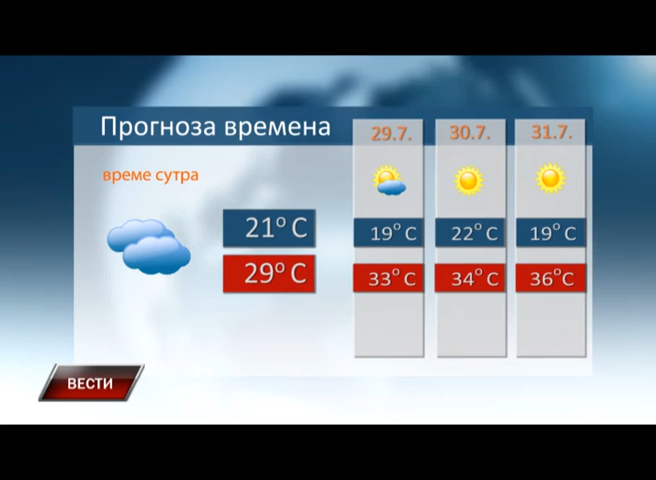 Прогноза времена
време сутра
21° C
29° C
29.7. 30.7. 31.7.
19° C 22° C 19° C
33° C 34° C 36°C
ВЕСТИ